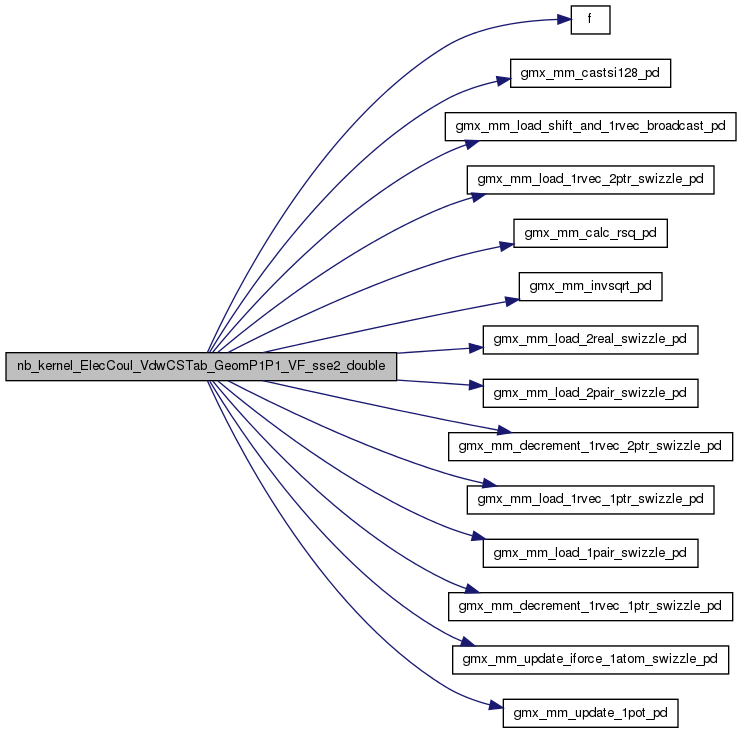 f
gmx_mm_castsi128_pd
gmx_mm_load_shift_and_1rvec_broadcast_pd
gmx_mm_load_1rvec_2ptr_swizzle_pd
gmx_mm_calc_rsq_pd
gmx_mm_invsqrt_pd
gmx_mm_load_2real_swizzle_pd
nb_kernel_ElecCoul_VdwCSTab_GeomP1P1_VF_sse2_double
gmx_mm_load_2pair_swizzle_pd
gmx_mm_decrement_1rvec_2ptr_swizzle_pd
gmx_mm_load_1rvec_1ptr_swizzle_pd
gmx_mm_load_1pair_swizzle_pd
gmx_mm_decrement_1rvec_1ptr_swizzle_pd
gmx_mm_update_iforce_1atom_swizzle_pd
gmx_mm_update_1pot_pd